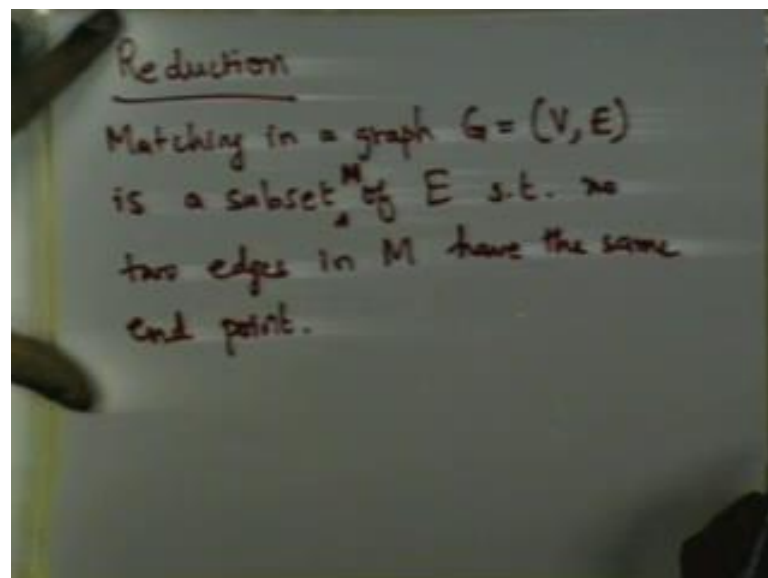 Reduction
Matching in a graph G = (V, E)
is a subset M of E s.t. no
two edges in M have the same
end point.